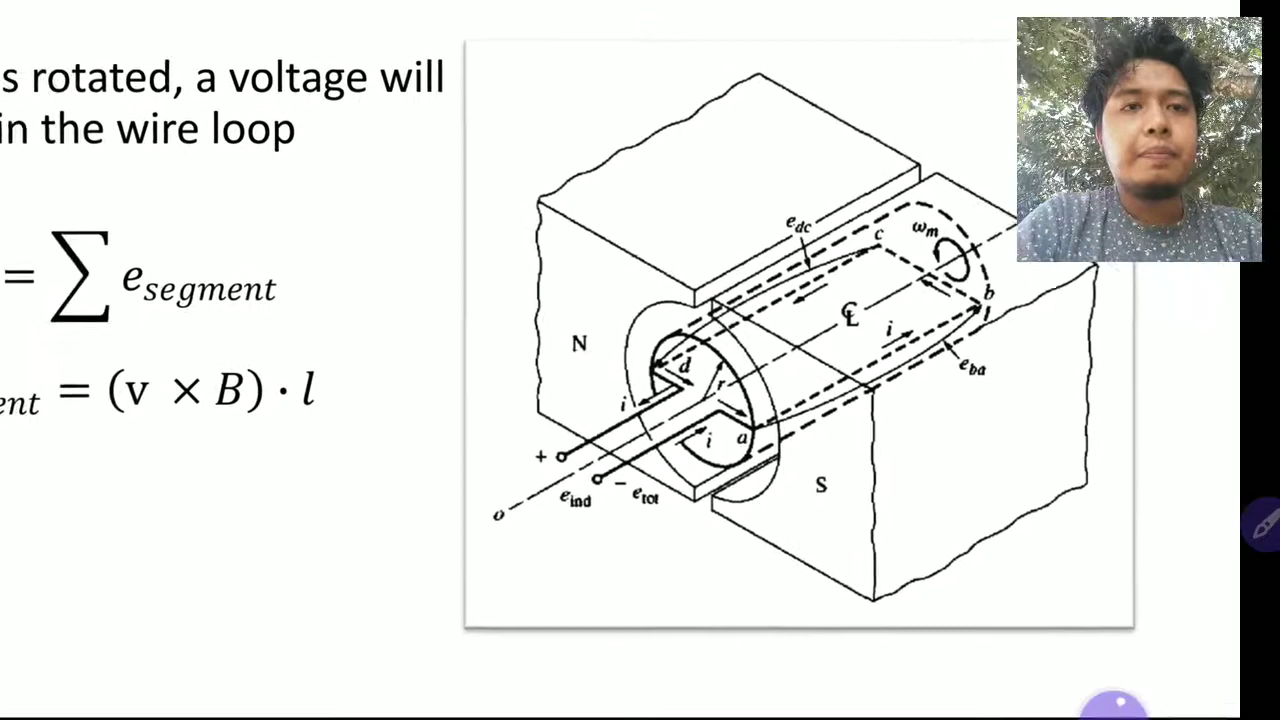 s rotated, a voltage will
in the wire loop
= ∑ e_segment
ent = (v × B) · l
e_dc
c
ω_m
N
b
℄
i
e_ba
d
r
i
i
a
+
S
e_ind
− e_tot
o